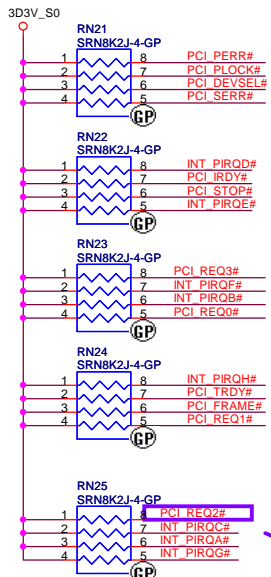 3D3V_S0
RN21
SRN8K2J-4-GP
1 8 PCI_PERR#
2 7 PCI_PLOCK#
3 6 PCI_DEVSEL#
4 5 PCI_SERR#
GP
RN22
SRN8K2J-4-GP
1 8 INT_PIRQD#
2 7 PCI_IRDY#
3 6 PCI_STOP#
4 5 INT_PIRQE#
GP
RN23
SRN8K2J-4-GP
1 8 PCI_REQ3#
2 7 INT_PIRQF#
3 6 INT_PIRQB#
4 5 PCI_REQ0#
GP
RN24
SRN8K2J-4-GP
1 8 INT_PIRQH#
2 7 PCI_TRDY#
3 6 PCI_FRAME#
4 5 PCI_REQ1#
GP
RN25
SRN8K2J-4-GP
1 8 PCI_REQ2#
2 7 INT_PIRQC#
3 6 INT_PIRQA#
4 5 INT_PIRQG#
GP